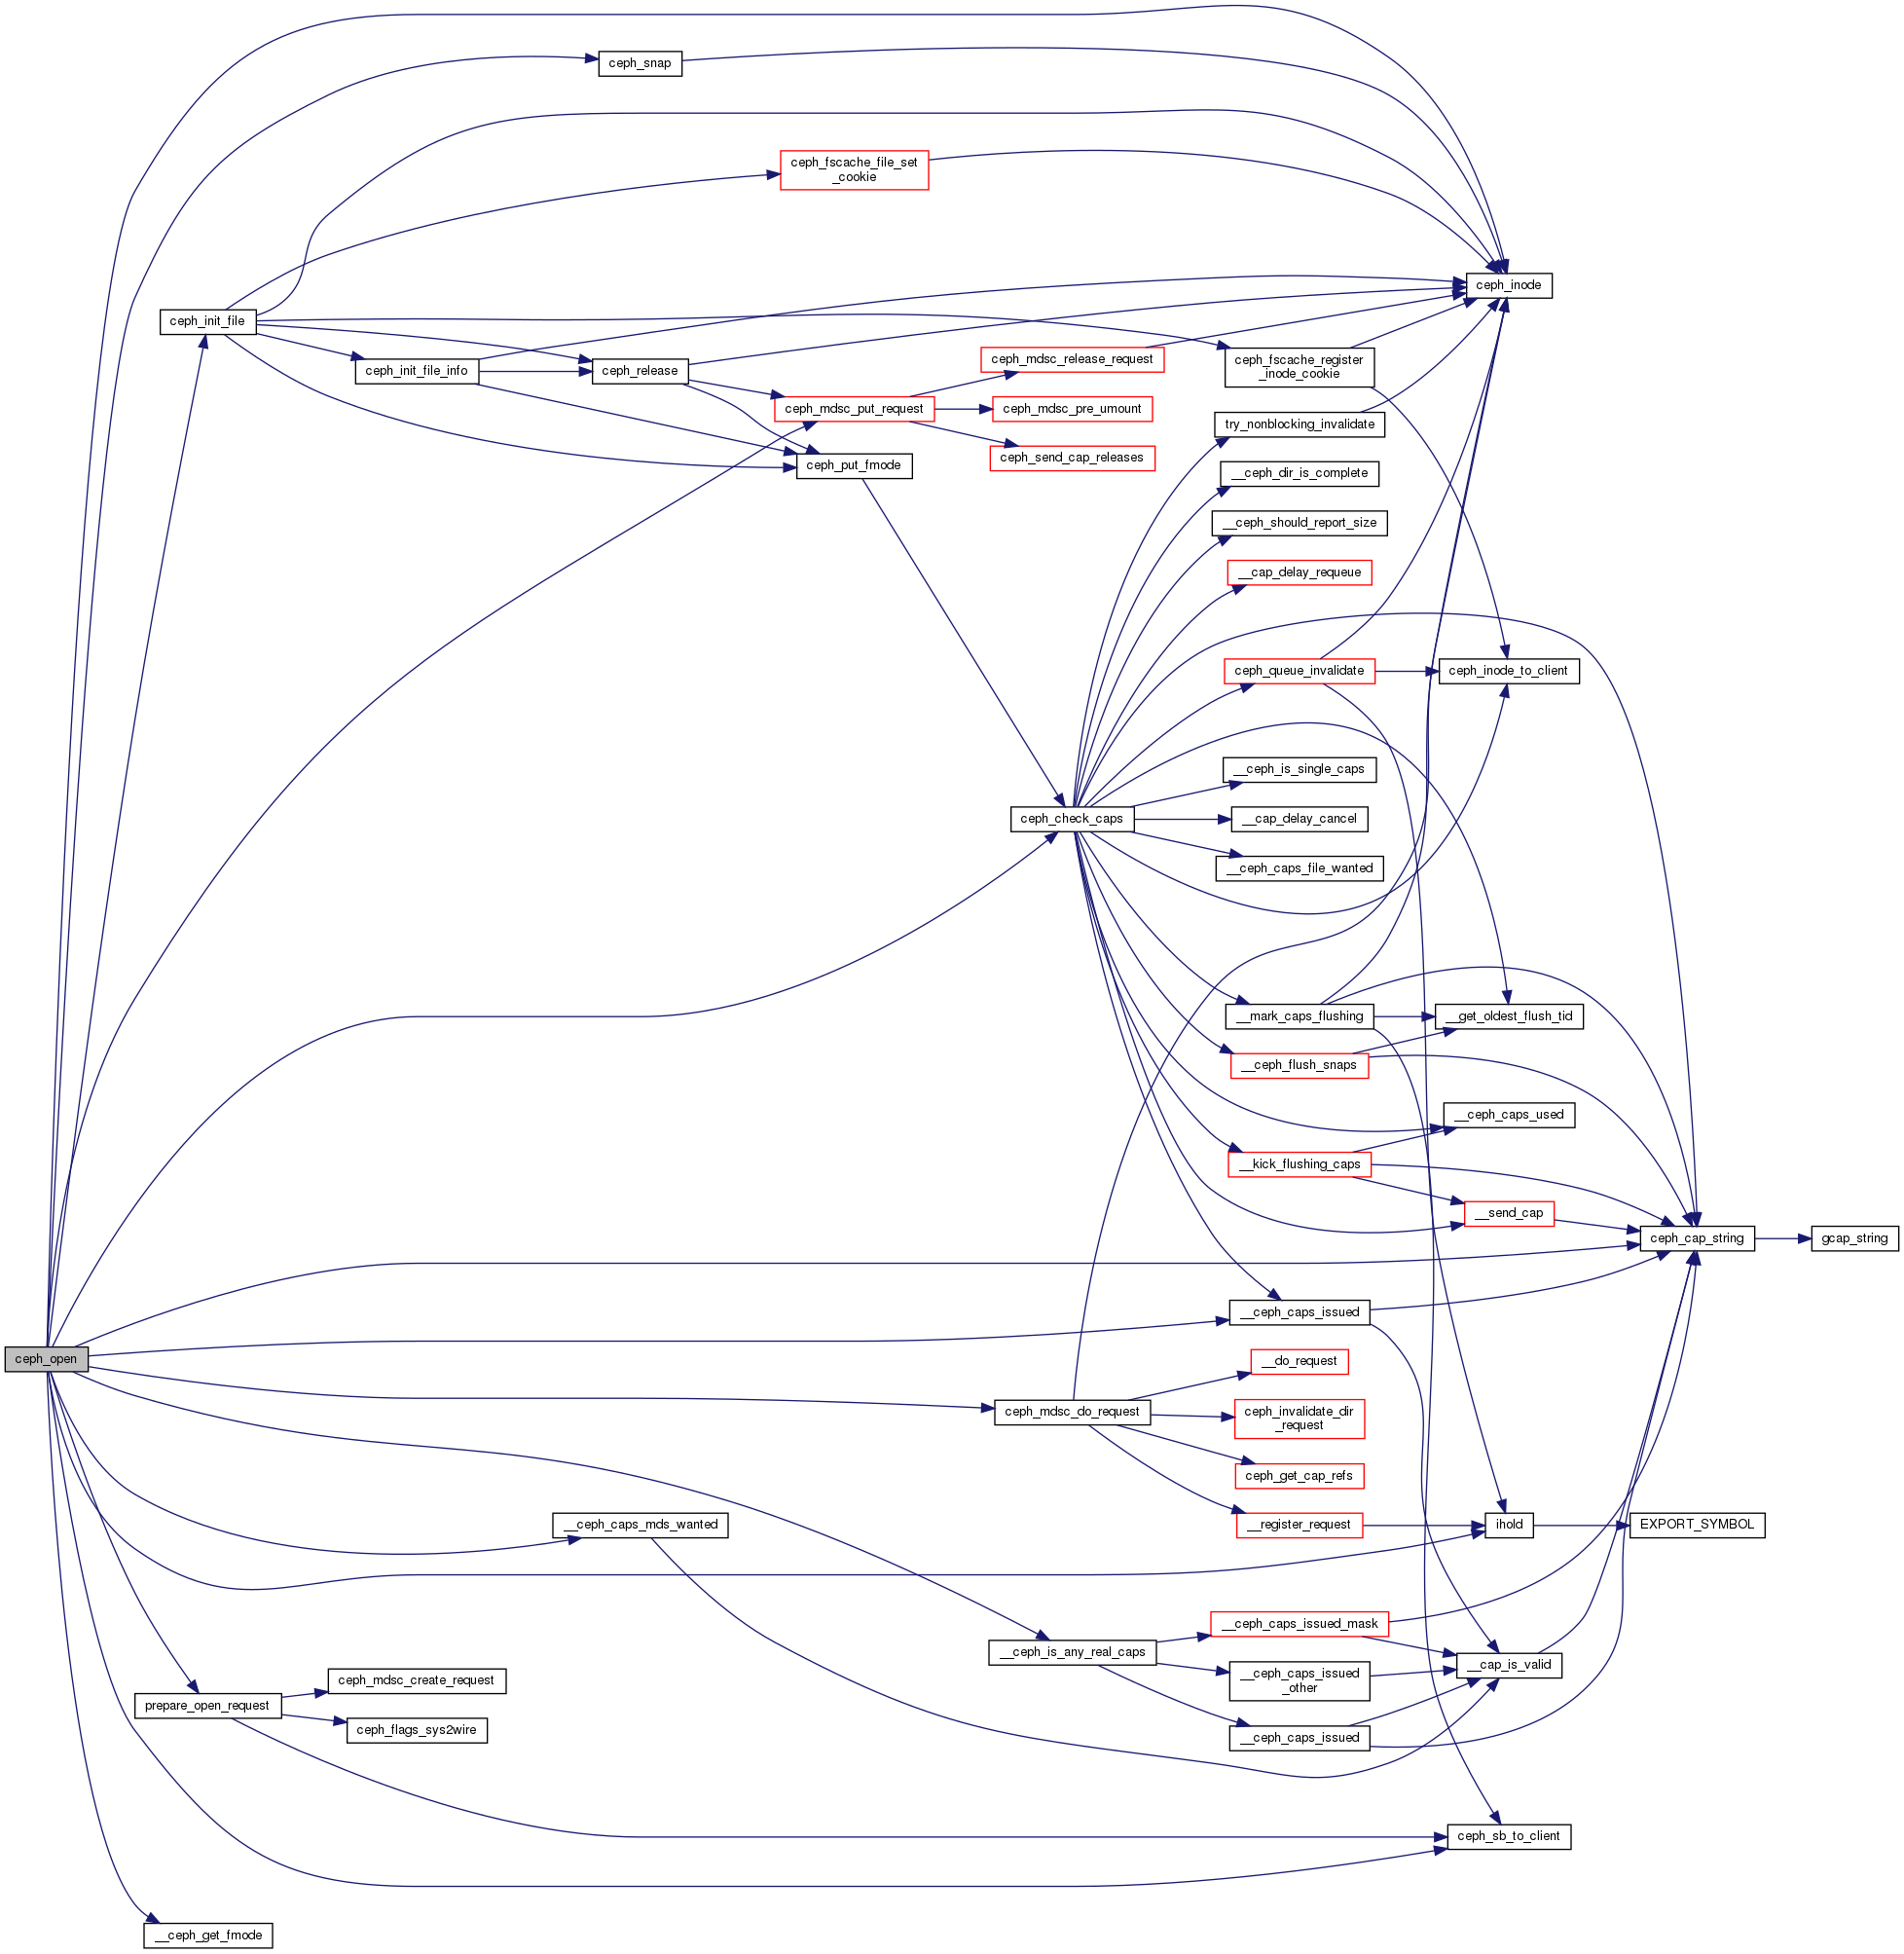 ceph_snap
ceph_fscache_file_set
_cookie
ceph_inode
ceph_init_file
ceph_init_file_info
ceph_release
ceph_mdsc_release_request
ceph_fscache_register
_inode_cookie
ceph_mdsc_put_request
ceph_mdsc_pre_umount
try_nonblocking_invalidate
ceph_send_cap_releases
ceph_put_fmode
__ceph_dir_is_complete
__ceph_should_report_size
__cap_delay_requeue
ceph_queue_invalidate
ceph_inode_to_client
__ceph_is_single_caps
ceph_check_caps
__cap_delay_cancel
__ceph_caps_file_wanted
__mark_caps_flushing
__get_oldest_flush_tid
__ceph_flush_snaps
__ceph_caps_used
__kick_flushing_caps
__send_cap
ceph_cap_string
gcap_string
__ceph_caps_issued
ceph_open
__do_request
ceph_mdsc_do_request
ceph_invalidate_dir
_request
ceph_get_cap_refs
__ceph_caps_mds_wanted
__register_request
ihold
EXPORT_SYMBOL
__ceph_caps_issued_mask
__ceph_is_any_real_caps
__cap_is_valid
__ceph_caps_issued
_other
ceph_mdsc_create_request
prepare_open_request
ceph_flags_sys2wire
__ceph_caps_issued
ceph_sb_to_client
__ceph_get_fmode